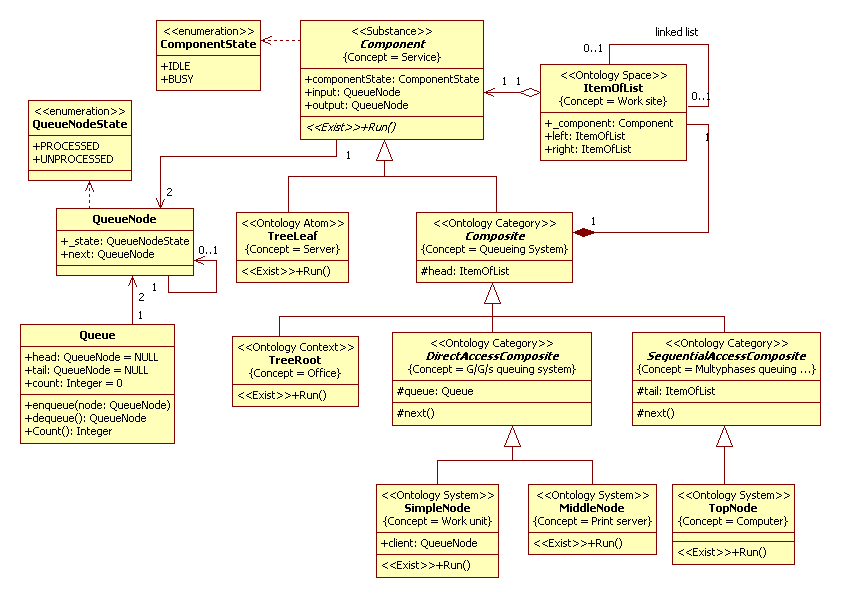 <<enumeration>>
ComponentState
+IDLE
+BUSY
<<Substance>>
Component
{Concept = Service}
+componentState: ComponentState
+input: QueueNode
+output: QueueNode
<<Exist>>+Run()
linked list
0..1
0..1
1
1
1
<<Ontology Space>>
ItemOfList
{Concept = Work site}
+_component: Component
+left: ItemOfList
+right: ItemOfList
<<enumeration>>
QueueNodeState
+PROCESSED
+UNPROCESSED
1
2
QueueNode
+_state: QueueNodeState
+next: QueueNode
0..1
1
<<Ontology Atom>>
TreeLeaf
{Concept = Server}
<<Exist>>+Run()
<<Ontology Category>>
Composite
{Concept = Queueing System}
#head: ItemOfList
1
2
1
Queue
+head: QueueNode = NULL
+tail: QueueNode = NULL
+count: Integer = 0
+enqueue(node: QueueNode)
+dequeue(): QueueNode
+Count(): Integer
<<Ontology Context>>
TreeRoot
{Concept = Office}
<<Exist>>+Run()
<<Ontology Category>>
DirectAccessComposite
{Concept = G/G/s queuing system}
#queue: Queue
#next()
<<Ontology Category>>
SequentialAccessComposite
{Concept = Multyphases queuing ...}
#tail: ItemOfList
#next()
<<Ontology System>>
SimpleNode
{Concept = Work unit}
+client: QueueNode
<<Exist>>+Run()
<<Ontology System>>
MiddleNode
{Concept = Print server}
<<Exist>>+Run()
<<Ontology System>>
TopNode
{Concept = Computer}
<<Exist>>+Run()